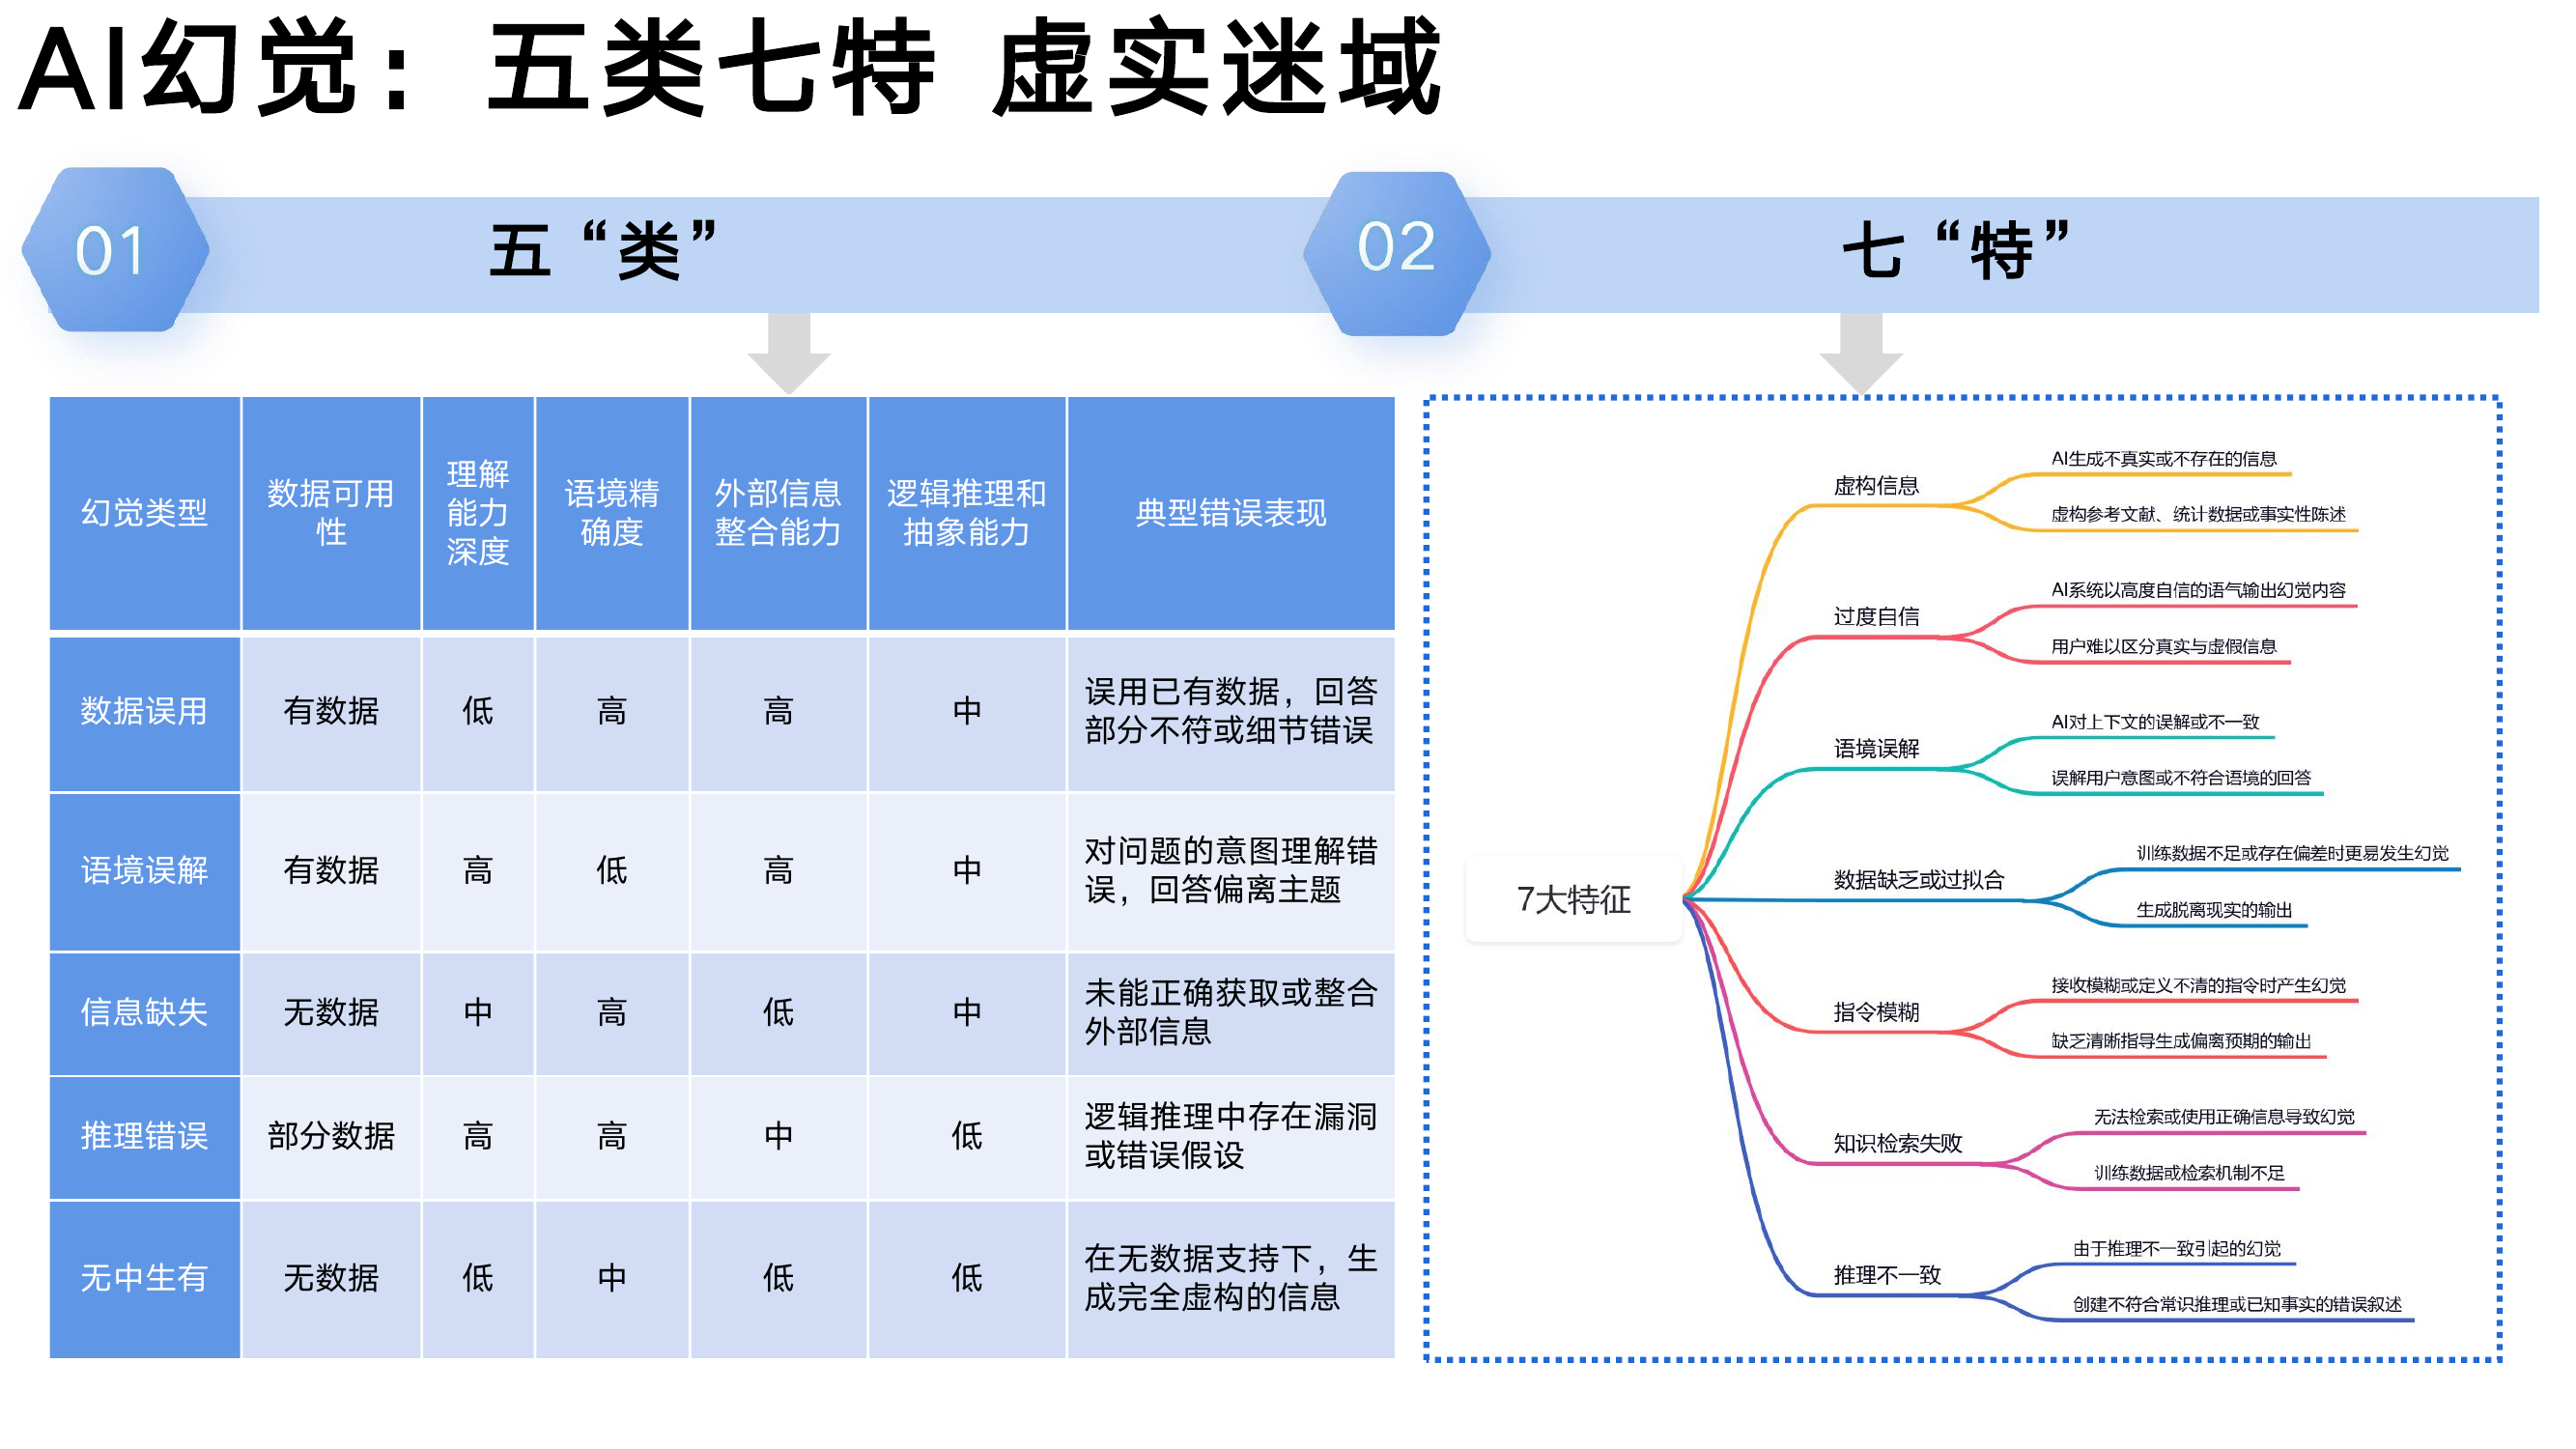 AI幻觉：五类七特 虚实迷域
01
五“类”
02
七“特”
幻觉类型
数据可用
性
理解
能力
深度
语境精
确度
外部信息
整合能力
逻辑推理和
抽象能力
典型错误表现
数据误用
有数据
低
高
高
中
误用已有数据，回答
部分不符或细节错误
语境误解
有数据
高
低
高
中
对问题的意图理解错
误，回答偏离主题
信息缺失
无数据
中
高
低
中
未能正确获取或整合
外部信息
推理错误
部分数据
高
高
中
低
逻辑推理中存在漏洞
或错误假设
无中生有
无数据
低
中
低
低
在无数据支持下，生
成完全虚构的信息
7大特征
虚构信息
AI生成不真实或不存在的信息
虚构参考文献、统计数据或事实性陈述
过度自信
AI系统以高度自信的语气输出幻觉内容
用户难以区分真实与虚假信息
语境误解
AI对上下文的误解或不一致
误解用户意图或不符合语境的回答
数据缺乏或过拟合
训练数据不足或存在偏差时更易发生幻觉
生成脱离现实的输出
指令模糊
接收模糊或定义不清的指令时产生幻觉
缺乏清晰指导生成偏离预期的输出
知识检索失败
无法检索或使用正确信息导致幻觉
训练数据或检索机制不足
推理不一致
由于推理不一致引起的幻觉
创建不符合常识推理或已知事实的错误叙述